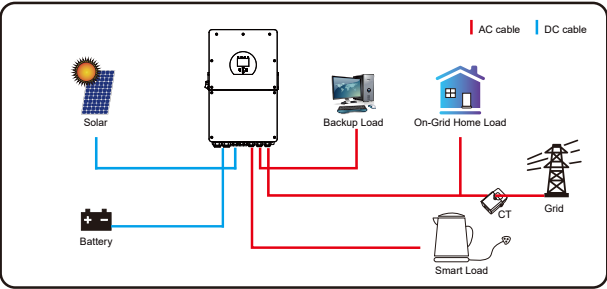 AC cable
DC cable
Solar
Backup Load
On-Grid Home Load
Battery
CT
Grid
Smart Load